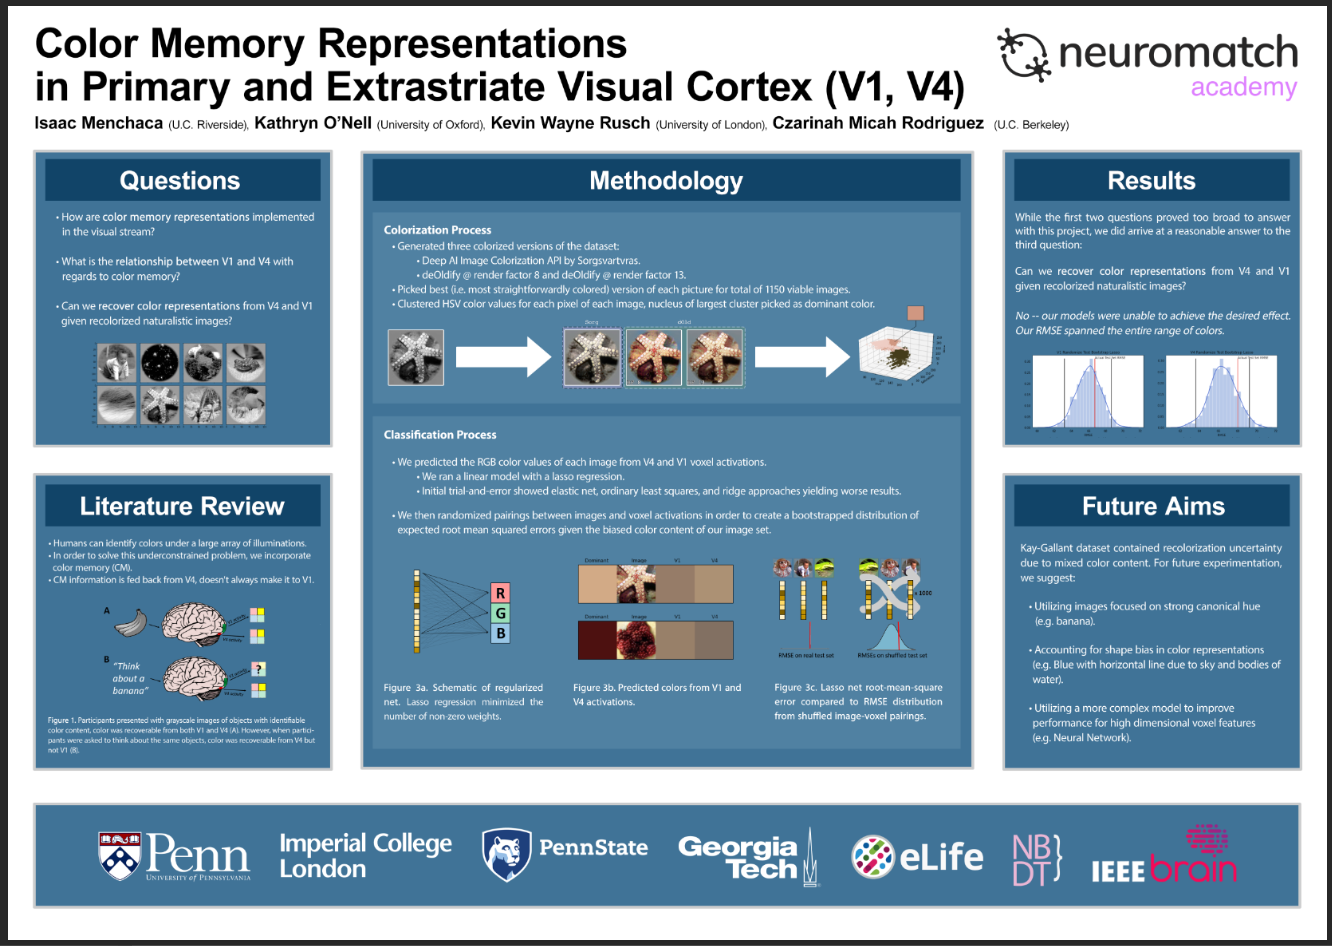 Color Memory Representations
in Primary and Extrastriate Visual Cortex (V1, V4)
Isaac Menchaca (U.C. Riverside), Kathryn O'Nell (University of Oxford), Kevin Wayne Rusch (University of London), Czarinah Micah Rodriguez (U.C. Berkeley)
neuromatch
academy
Questions
• How are color memory representations implemented
in the visual stream?
• What is the relationship between V1 and V4 with
regards to color memory?
• Can we recover color representations from V4 and V1
given recolorized naturalistic images?
Literature Review
• Humans can identify colors under a large array of illuminations.
• In order to solve this underconstrained problem, we incorporate
color memory (CM).
• CM information is fed back from V4, doesn't always make it to V1.
A
V1 activity
V4 activity
B
"Think
about a
banana"
V1 activity
?
V4 activity
Figure 1. Participants presented with grayscale images of objects with identifiable
color content, color was recoverable from both V1 and V4 (A). However, when partici-
pants were asked to think about the same objects, color was recoverable from V4 but
not V1 (B).
Methodology
Colorization Process
• Generated three colorized versions of the dataset:
• Deep AI Image Colorization API by Sorgsvartvras.
• deOldify @ render factor 8 and deOldify @ render factor 13.
• Picked best (i.e. most straightforwardly colored) version of each picture for total of 1150 viable images.
• Clustered HSV color values for each pixel of each image, nucleus of largest cluster picked as dominant color.
Classification Process
• We predicted the RGB color values of each image from V4 and V1 voxel activations.
• We ran a linear model with a lasso regression.
• Initial trial-and-error showed elastic net, ordinary least squares, and ridge approaches yielding worse results.
• We then randomized pairings between images and voxel activations in order to create a bootstrapped distribution of
expected root mean squared errors given the biased color content of our image set.
R
G
B
Dominant Image V1 V4
Dominant Image V1 V4
x 1000
RMSE on real test set
RMSEs on shuffled test set
Figure 3a. Schematic of regularized
net. Lasso regression minimized the
number of non-zero weights.
Figure 3b. Predicted colors from V1 and
V4 activations.
Figure 3c. Lasso net root-mean-square
error compared to RMSE distribution
from shuffled image-voxel pairings.
Results
While the first two questions proved too broad to answer
with this project, we did arrive at a reasonable answer to the
third question:
Can we recover color representations from V4 and V1
given recolorized naturalistic images?
No -- our models were unable to achieve the desired effect.
Our RMSE spanned the entire range of colors.
Future Aims
Kay-Gallant dataset contained recolorization uncertainty
due to mixed color content. For future experimentation,
we suggest:
• Utilizing images focused on strong canonical hue
(e.g. banana).
• Accounting for shape bias in color representations
(e.g. Blue with horizontal line due to sky and bodies of
water).
• Utilizing a more complex model to improve
performance for high dimensional voxel features
(e.g. Neural Network).
Penn
UNIVERSITY of PENNSYLVANIA
Imperial College
London
PennState
Georgia
Tech
eLife
NB
DT}
IEEE brain